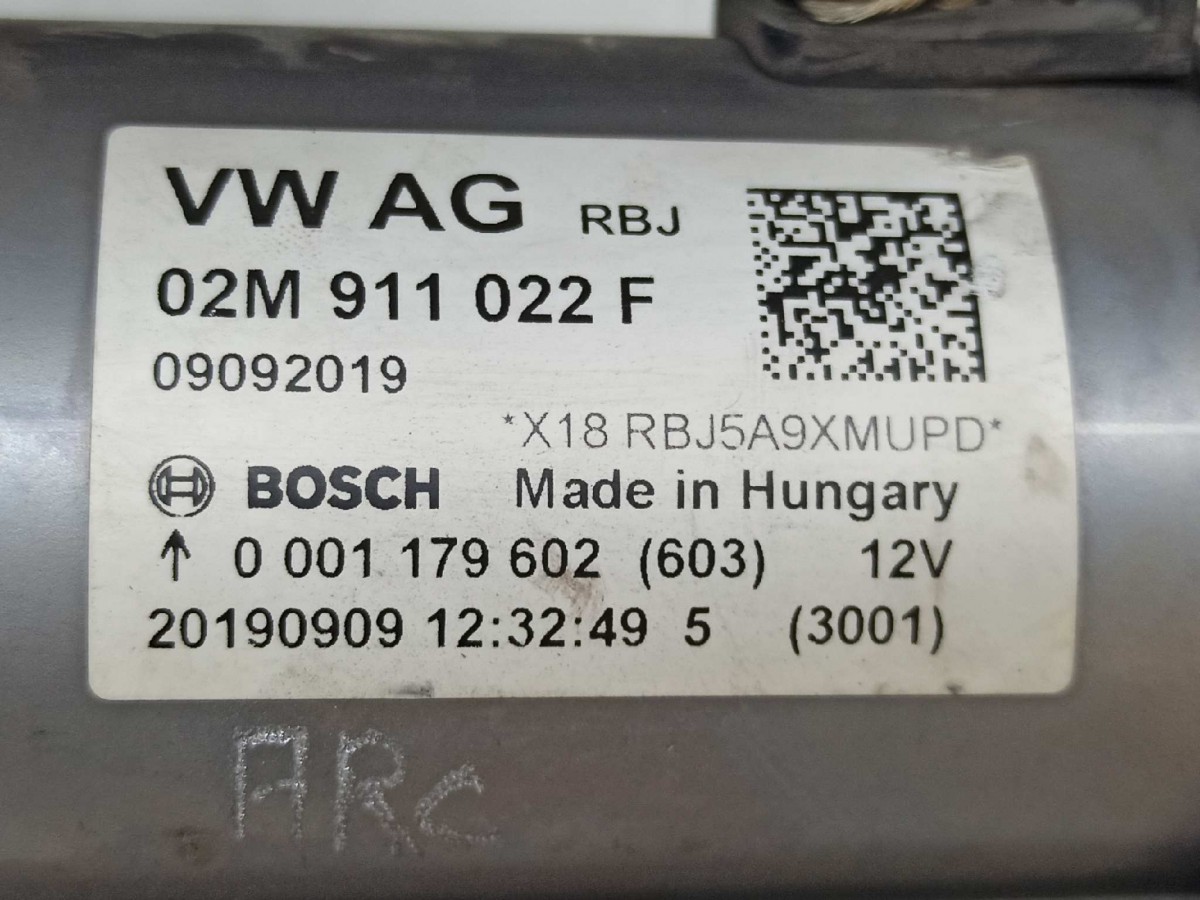 VW AG RBJ
02M 911 022 F
09092019
*X18 RBJ5A9XMUPD*
BOSCH Made in Hungary
↑ 0 001 179 602 (603) 12V
20190909 12:32:49 5 (3001)
ARC